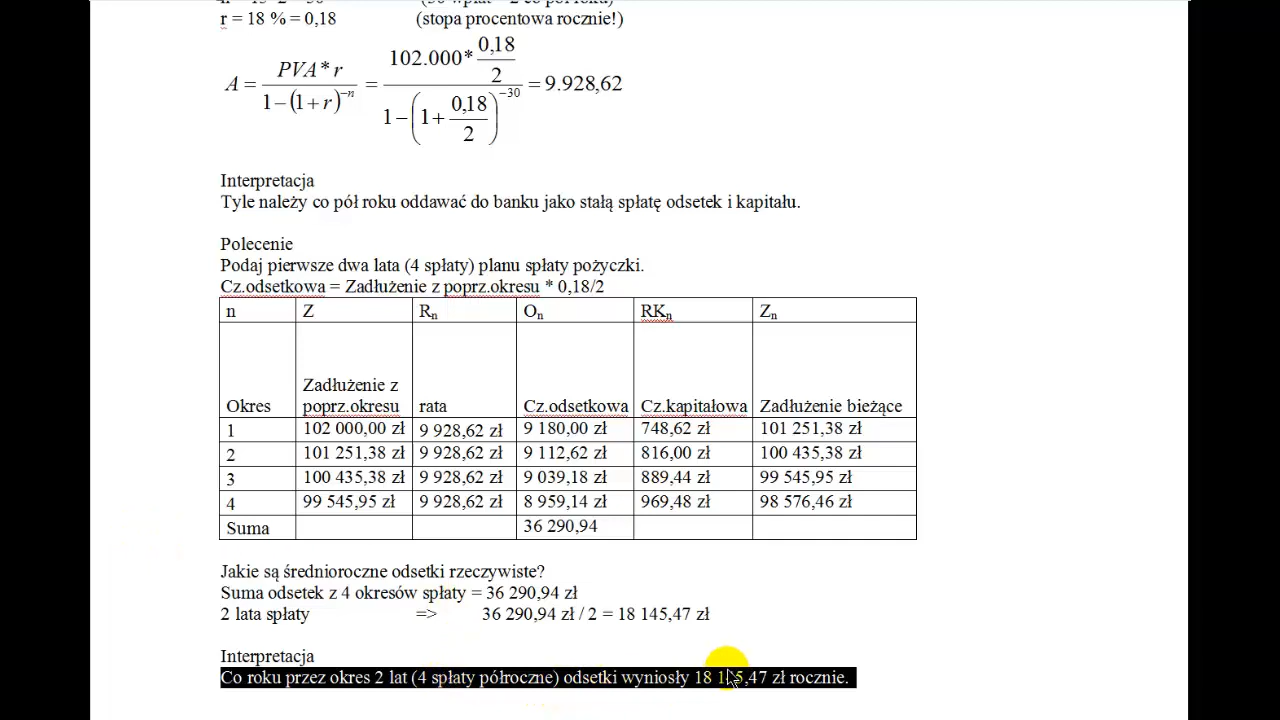 r = 18 % = 0,18 (stopa procentowa rocznie!)
A = PVA * r / 1 − (1 + r)^−n = 102.000 * 0,18/2 / 1 − (1 + 0,18/2)^−30 = 9.928,62
Interpretacja
Tyle należy co pół roku oddawać do banku jako stałą spłatę odsetek i kapitału.
Polecenie
Podaj pierwsze dwa lata (4 spłaty) planu spłaty pożyczki.
Cz.odsetkowa = Zadłużenie z poprz.okresu * 0,18/2
n Z Rn On RKn Zn
Zadłużenie z
Okres poprz.okresu rata Cz.odsetkowa Cz.kapitałowa Zadłużenie bieżące
1 102 000,00 zł 9 928,62 zł 9 180,00 zł 748,62 zł 101 251,38 zł
2 101 251,38 zł 9 928,62 zł 9 112,62 zł 816,00 zł 100 435,38 zł
3 100 435,38 zł 9 928,62 zł 9 039,18 zł 889,44 zł 99 545,95 zł
4 99 545,95 zł 9 928,62 zł 8 959,14 zł 969,48 zł 98 576,46 zł
Suma 36 290,94
Jakie są średnioroczne odsetki rzeczywiste?
Suma odsetek z 4 okresów spłaty = 36 290,94 zł
2 lata spłaty => 36 290,94 zł / 2 = 18 145,47 zł
Interpretacja
Co roku przez okres 2 lat (4 spłaty półroczne) odsetki wyniosły 18 145,47 zł rocznie.